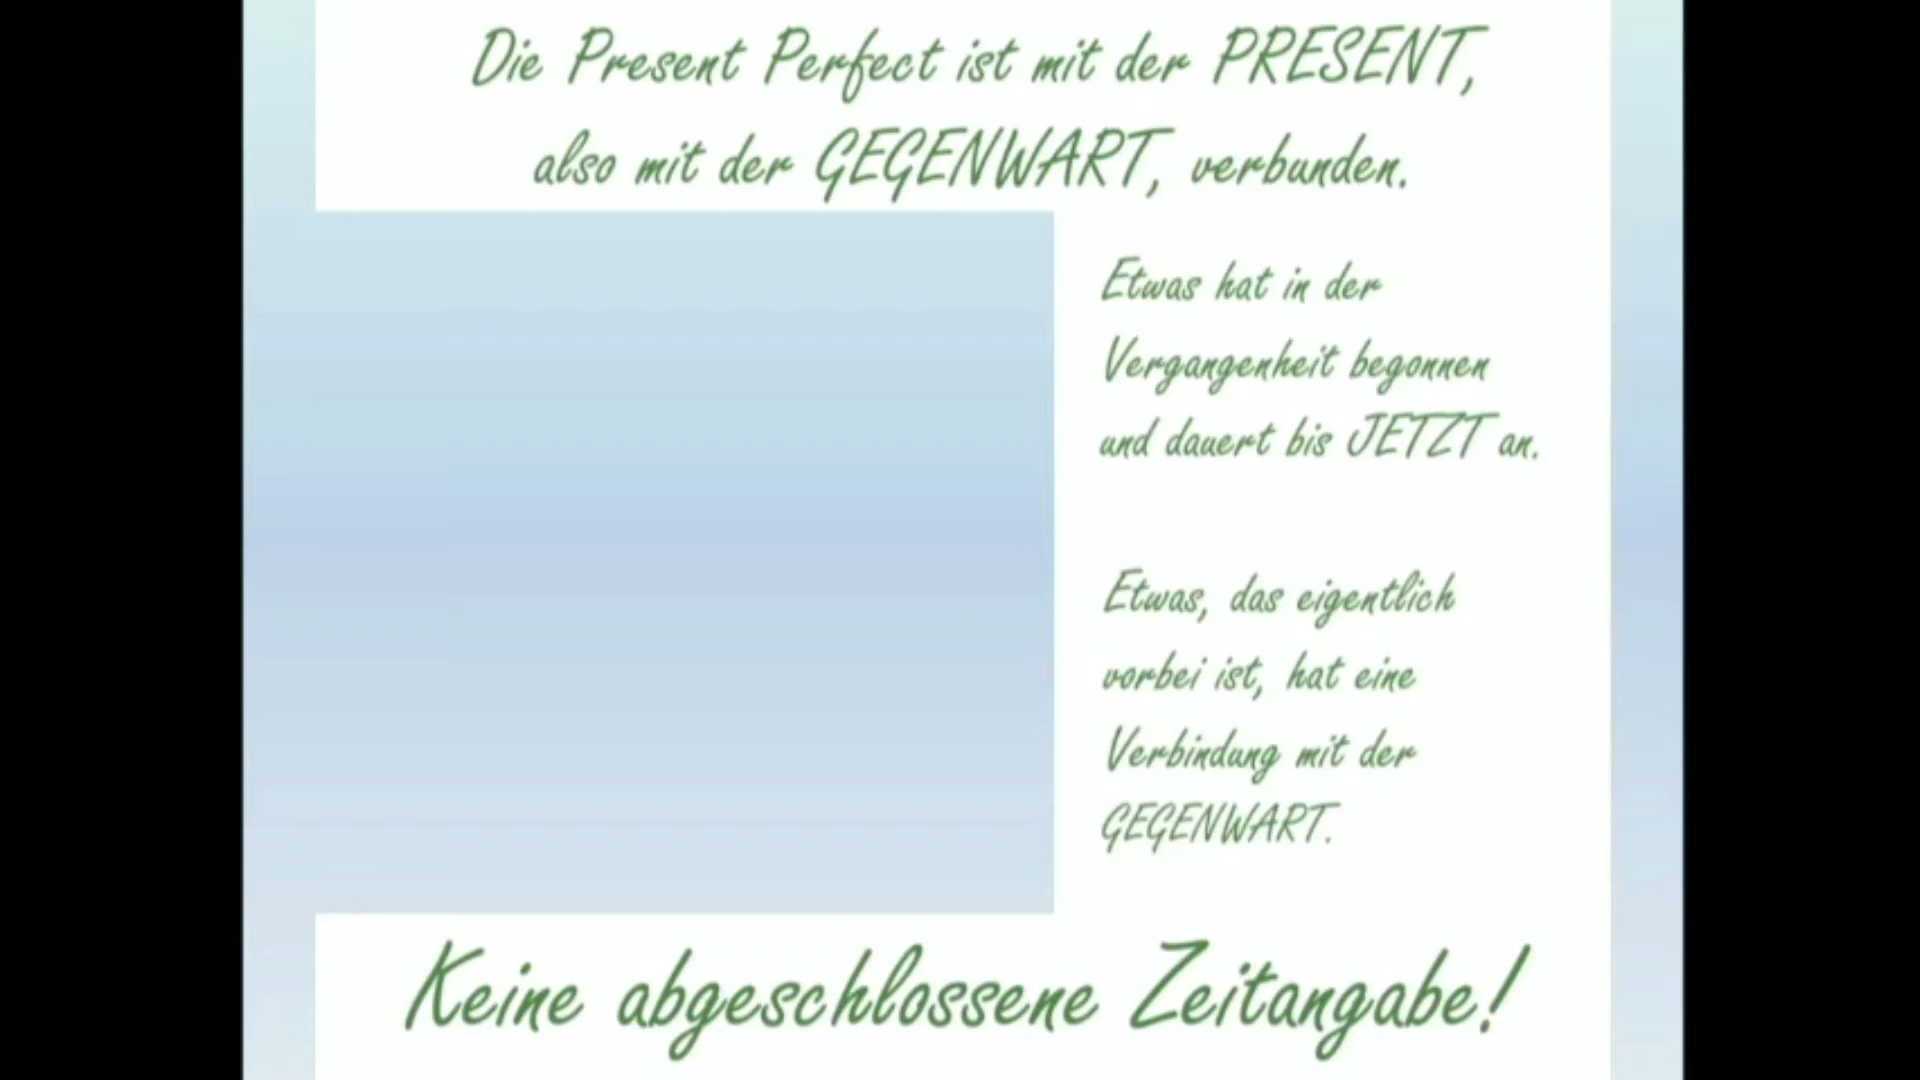 Die Present Perfect ist mit der PRESENT,
also mit der GEGENWART, verbunden.
Etwas hat in der
Vergangenheit begonnen
und dauert bis JETZT an.
Etwas, das eigentlich
vorbei ist, hat eine
Verbindung mit der
GEGENWART.
Keine abgeschlossene Zeitangabe!